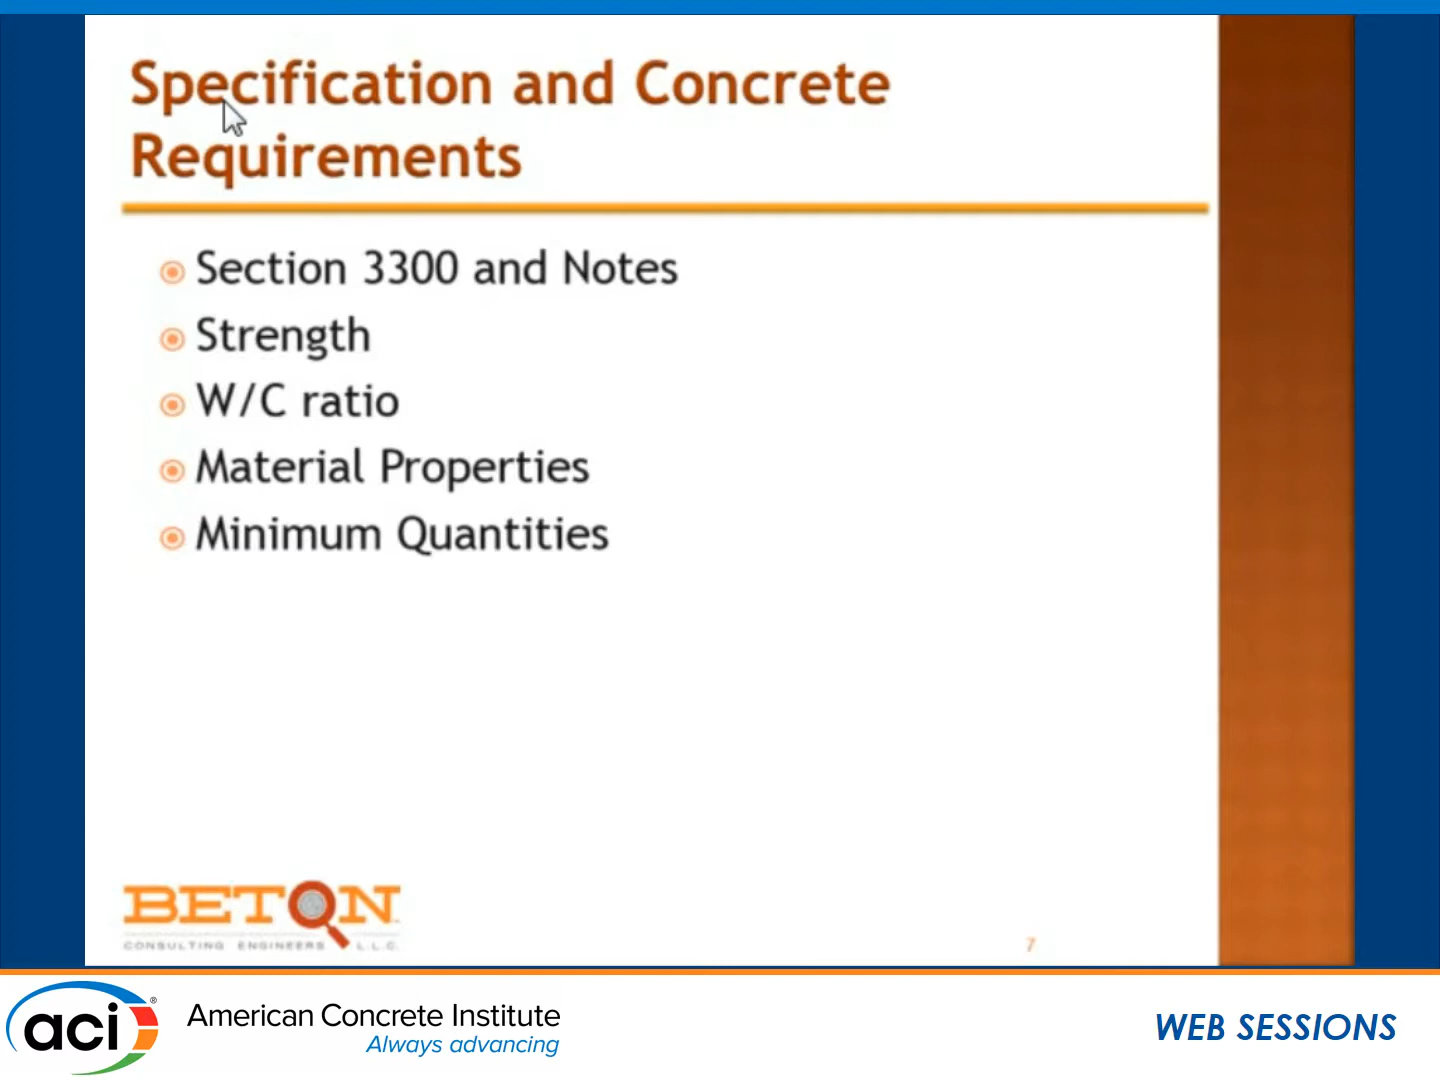 Specification and Concrete
Requirements
Section 3300 and Notes
Strength
W/C ratio
Material Properties
Minimum Quantities
BETON
CONSULTING ENGINEERS L.L.C.
7
aci®
American Concrete Institute
Always advancing
WEB SESSIONS